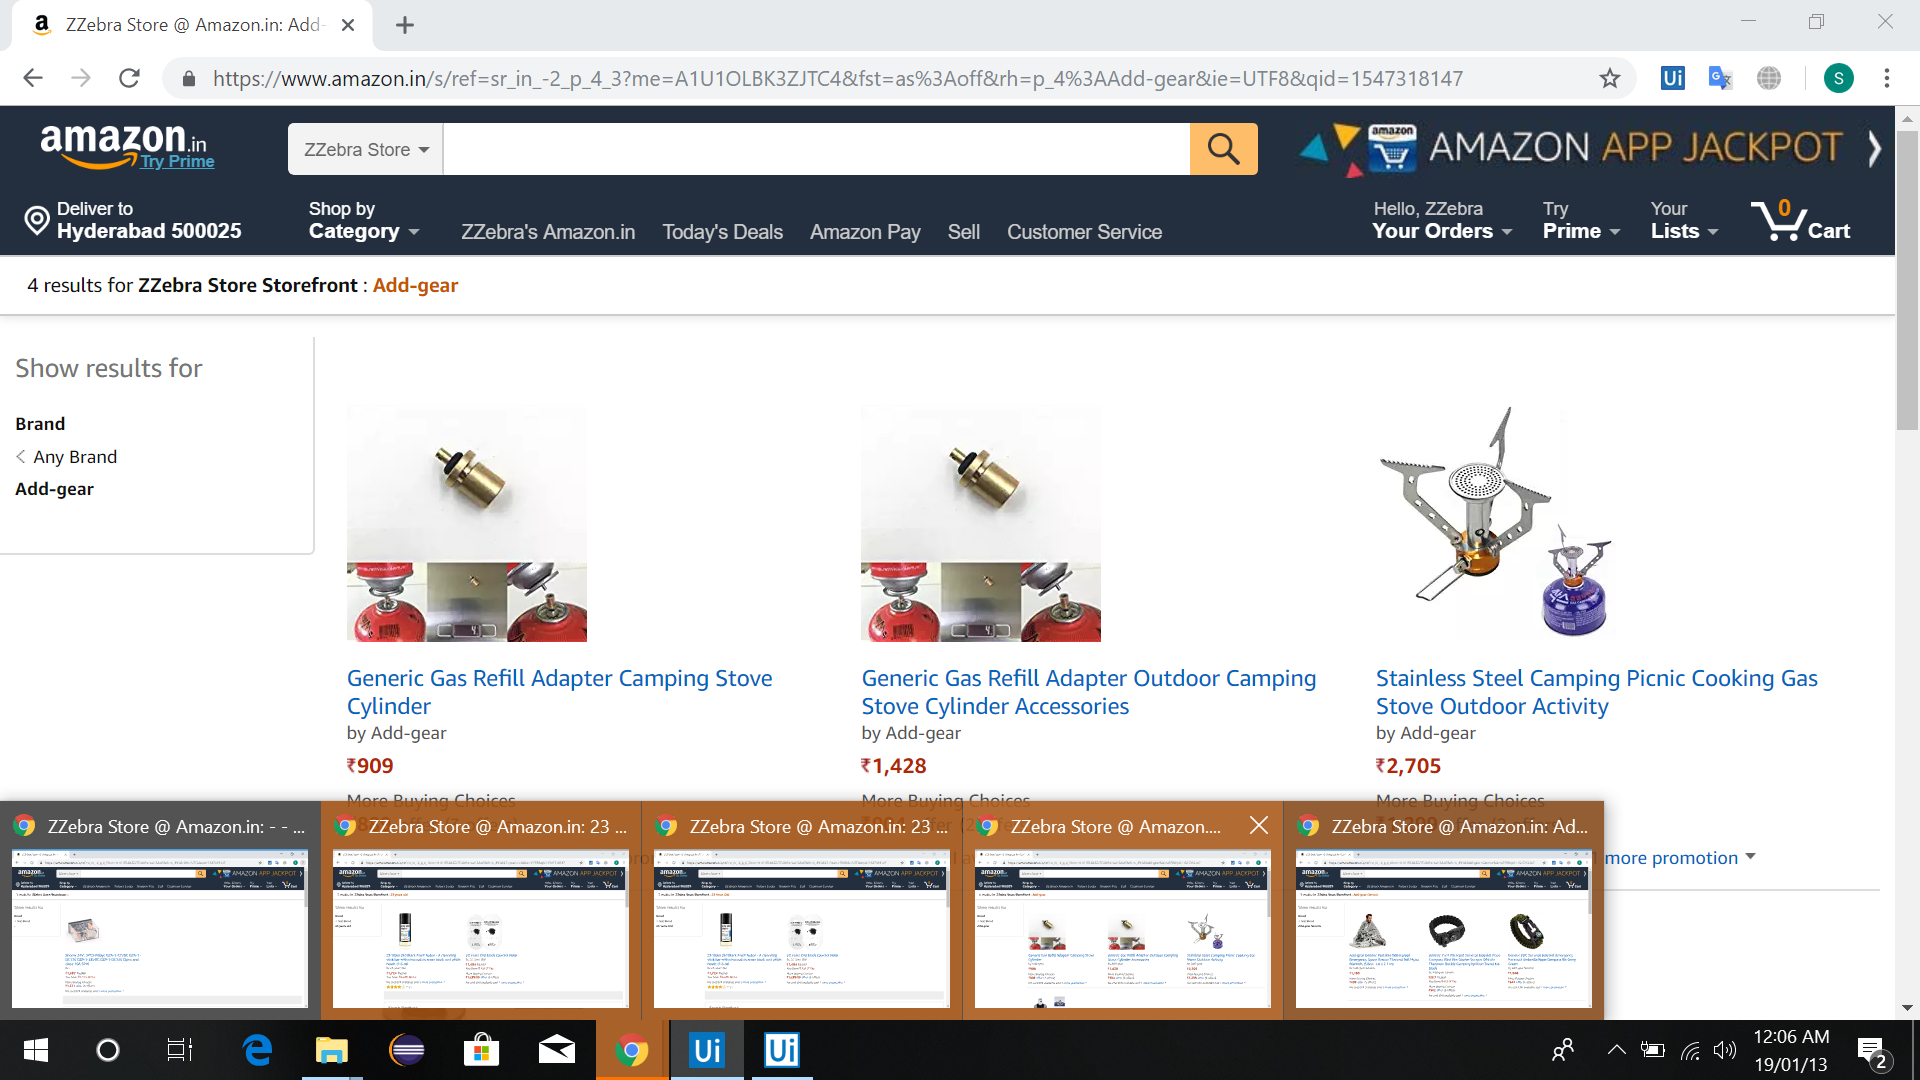 ZZebra Store @ Amazon.in: Add-
https://www.amazon.in/s/ref=sr_in_-2_p_4_3?me=A1U1OLBK3ZJTC4&fst=as%3Aoff&rh=p_4%3AAdd-gear&ie=UTF8&qid=1547318147
Ui
S
amazon.in
Try Prime
ZZebra Store
amazon
AMAZON APP JACKPOT
Deliver to
Hyderabad 500025
Shop by
Category
ZZebra's Amazon.in
Today's Deals
Amazon Pay
Sell
Customer Service
Hello, ZZebra
Your Orders
Try
Prime
Your
Lists
0
Cart
4 results for ZZebra Store Storefront : Add-gear
Show results for
Brand
Any Brand
Add-gear
Generic Gas Refill Adapter Camping Stove
Cylinder
by Add-gear
₹909
More Buying Choices
Generic Gas Refill Adapter Outdoor Camping
Stove Cylinder Accessories
by Add-gear
₹1,428
More Buying Choices
Stainless Steel Camping Picnic Cooking Gas
Stove Outdoor Activity
by Add-gear
₹2,705
More Buying Choices
more promotion
ZZebra Store @ Amazon.in: - - ...
ZZebra Store @ Amazon.in: 23 ...
ZZebra Store @ Amazon.in: 23 ...
ZZebra Store @ Amazon....
ZZebra Store @ Amazon.in: Ad...
Ui
Ui
12:06 AM
19/01/13
2